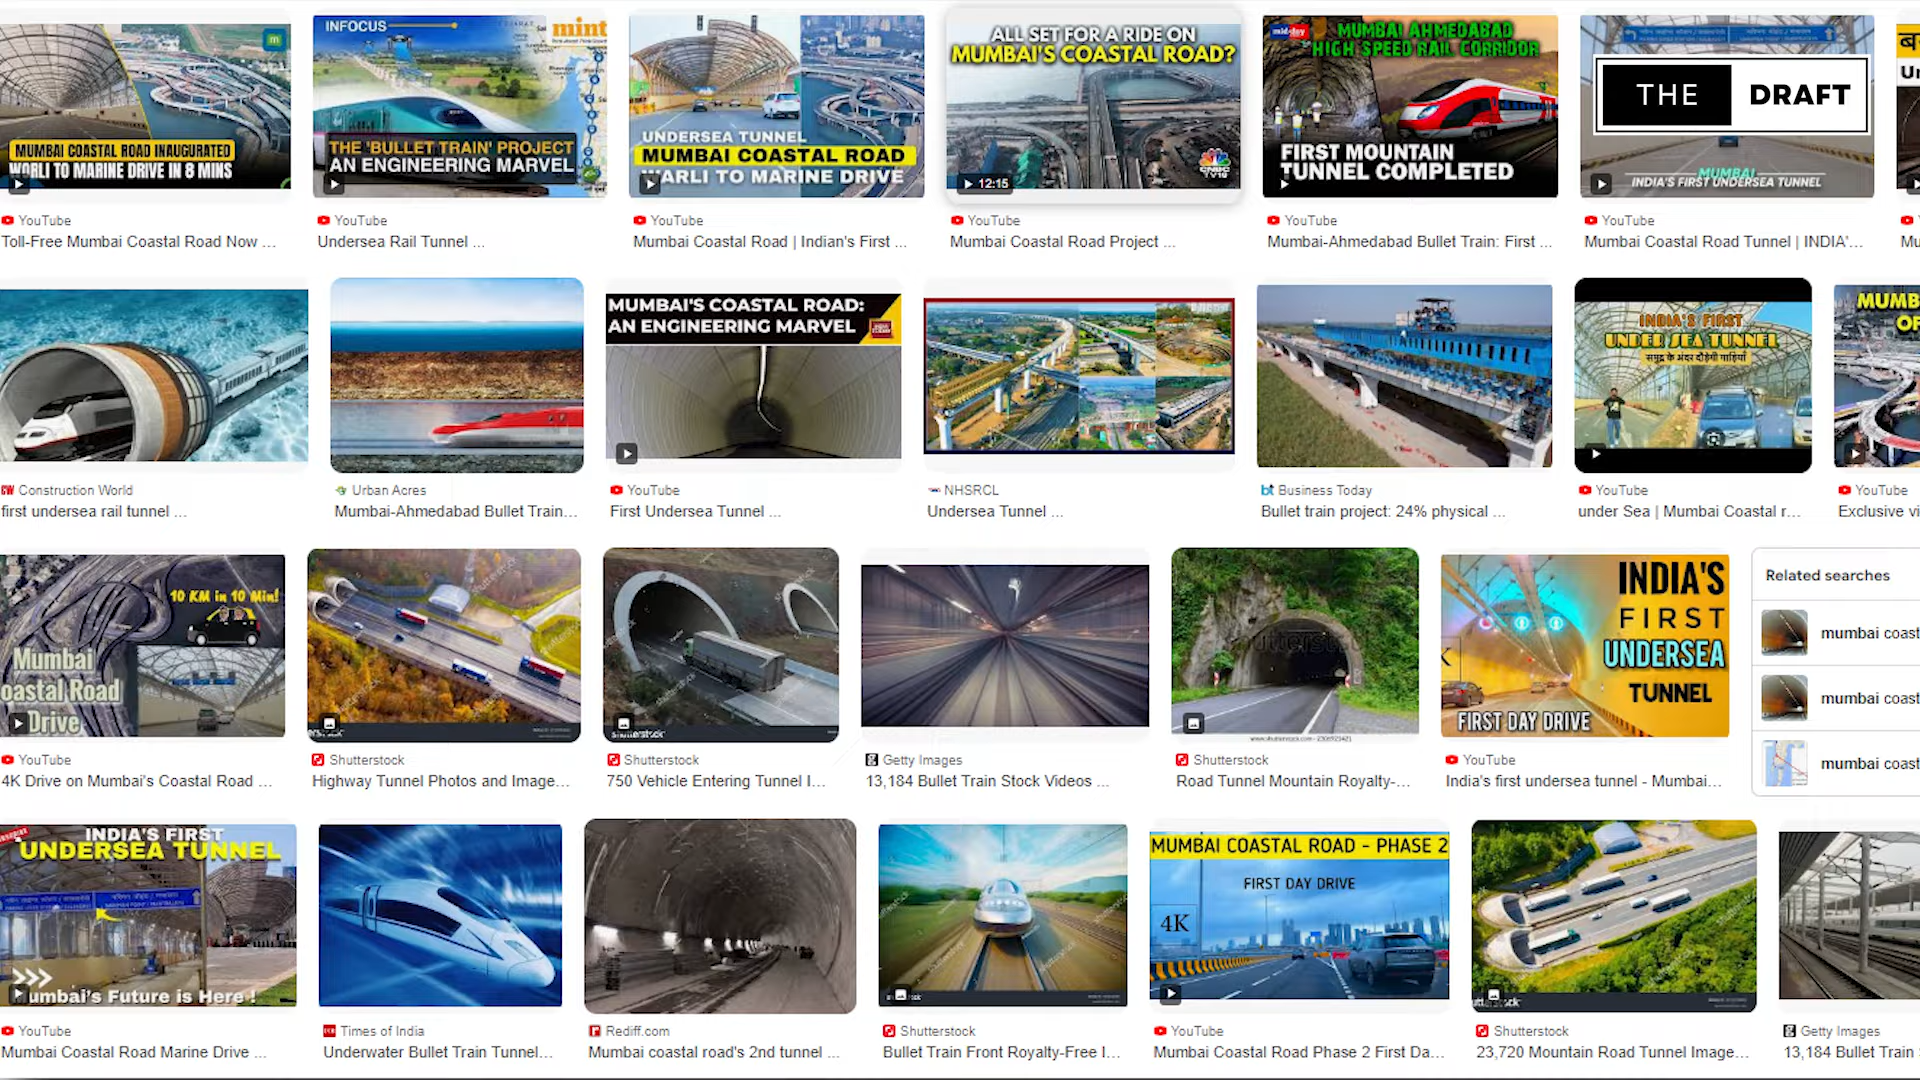 MUMBAI COASTAL ROAD INAUGURATED
WORLI TO MARINE DRIVE IN 8 MINS
INFOCUS
mint
THE 'BULLET TRAIN' PROJECT
AN ENGINEERING MARVEL
UNDERSEA TUNNEL
MUMBAI COASTAL ROAD
WARLI TO MARINE DRIVE
ALL SET FOR A RIDE ON
MUMBAI'S COASTAL ROAD?
12:15
CNBC
TV18
mid-day
MUMBAI AHMEDABAD
HIGH SPEED RAIL CORRIDOR
FIRST MOUNTAIN
TUNNEL COMPLETED
THE DRAFT
MUMBAI
INDIA'S FIRST UNDERSEA TUNNEL
YouTube
Toll-Free Mumbai Coastal Road Now ...
YouTube
Undersea Rail Tunnel ...
YouTube
Mumbai Coastal Road | Indian's First ...
YouTube
Mumbai Coastal Road Project ...
YouTube
Mumbai-Ahmedabad Bullet Train: First ...
YouTube
Mumbai Coastal Road Tunnel | INDIA'...
MUMBAI'S COASTAL ROAD:
AN ENGINEERING MARVEL
INDIA'S FIRST
UNDER SEA TUNNEL
समुद्र के अंदर दौड़ेगी गाड़ियाँ
Construction World
first undersea rail tunnel ...
Urban Acres
Mumbai-Ahmedabad Bullet Train...
YouTube
First Undersea Tunnel ...
NHSRCL
Undersea Tunnel ...
bt Business Today
Bullet train project: 24% physical ...
YouTube
under Sea | Mumbai Coastal r...
YouTube
Exclusive vi
10 KM in 10 Min!
Mumbai
oastal Road
Drive
shutterstock
shutterstock
INDIA'S
FIRST
UNDERSEA
TUNNEL
FIRST DAY DRIVE
Related searches
mumbai coast
mumbai coast
mumbai coast
YouTube
4K Drive on Mumbai's Coastal Road ...
Shutterstock
Highway Tunnel Photos and Image...
Shutterstock
750 Vehicle Entering Tunnel I...
Getty Images
13,184 Bullet Train Stock Videos ...
Shutterstock
Road Tunnel Mountain Royalty-...
YouTube
India's first undersea tunnel - Mumbai...
INDIA'S FIRST
UNDERSEA TUNNEL
umbai's Future is Here !
MUMBAI COASTAL ROAD - PHASE 2
FIRST DAY DRIVE
4K
YouTube
Mumbai Coastal Road Marine Drive ...
Times of India
Underwater Bullet Train Tunnel...
Rediff.com
Mumbai coastal road's 2nd tunnel ...
Shutterstock
Bullet Train Front Royalty-Free I...
YouTube
Mumbai Coastal Road Phase 2 First Da...
Shutterstock
23,720 Mountain Road Tunnel Image...
Getty Images
13,184 Bullet Train